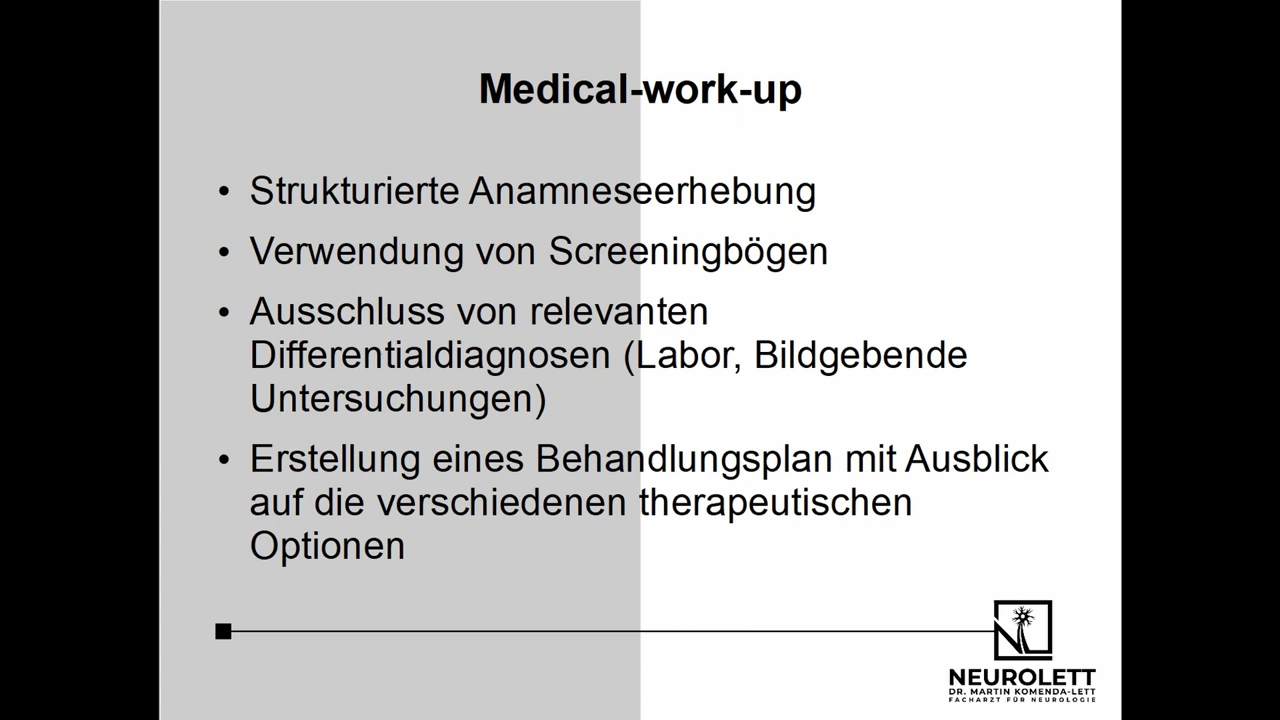 Medical-work-up
• Strukturierte Anamneseerhebung
• Verwendung von Screeningbögen
• Ausschluss von relevanten
Differentialdiagnosen (Labor, Bildgebende
Untersuchungen)
• Erstellung eines Behandlungsplan mit Ausblick
auf die verschiedenen therapeutischen
Optionen
NEUROLETT
DR. MARTIN KOMENDA-LETT
FACHARZT FÜR NEUROLOGIE